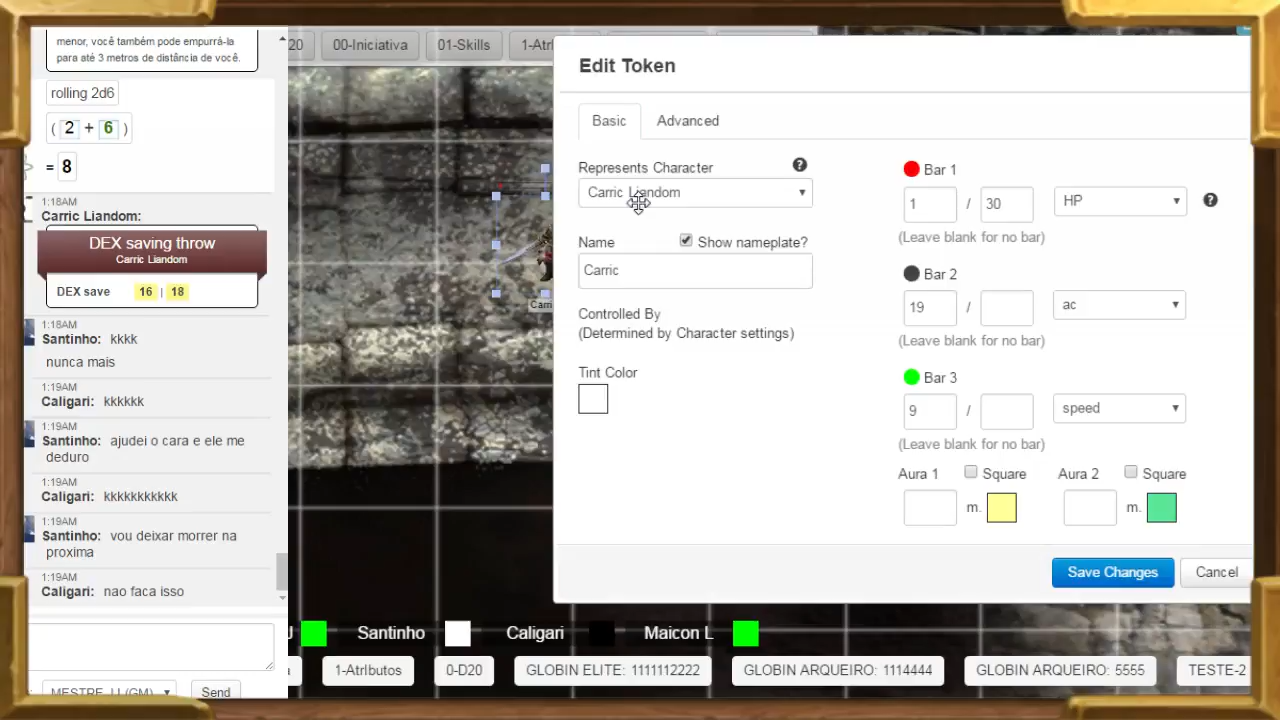 menor, você também pode empurrá-la
para até 3 metros de distância de você.
rolling 2d6
( 2 + 6 )
= 8
1:18AM
Carric Liandom:
DEX saving throw
Carric Liandom
DEX save 16 | 18
1:18AM
Santinho: kkkk
nunca mais
1:19AM
Caligari: kkkkkk
1:19AM
Santinho: ajudei o cara e ele me
deduro
1:19AM
Caligari: kkkkkkkkkkk
1:19AM
Santinho: vou deixar morrer na
proxima
1:19AM
Caligari: nao faca isso
Send
20
00-Iniciativa
01-Skills
Edit Token
Basic
Advanced
Represents Character ?
Carric Liandom
Name
Show nameplate?
Carric
Controlled By
(Determined by Character settings)
Tint Color
Bar 1
1 / 30 HP ?
(Leave blank for no bar)
Bar 2
19 / ac
(Leave blank for no bar)
Bar 3
9 / speed
(Leave blank for no bar)
Aura 1 Square Aura 2 Square
m. m.
Save Changes
Cancel
Santinho
Caligari
Maicon L
1-AtrIbutos
0-D20
GLOBIN ELITE: 1111112222
GLOBIN ARQUEIRO: 1114444
GLOBIN ARQUEIRO: 5555
TESTE-2